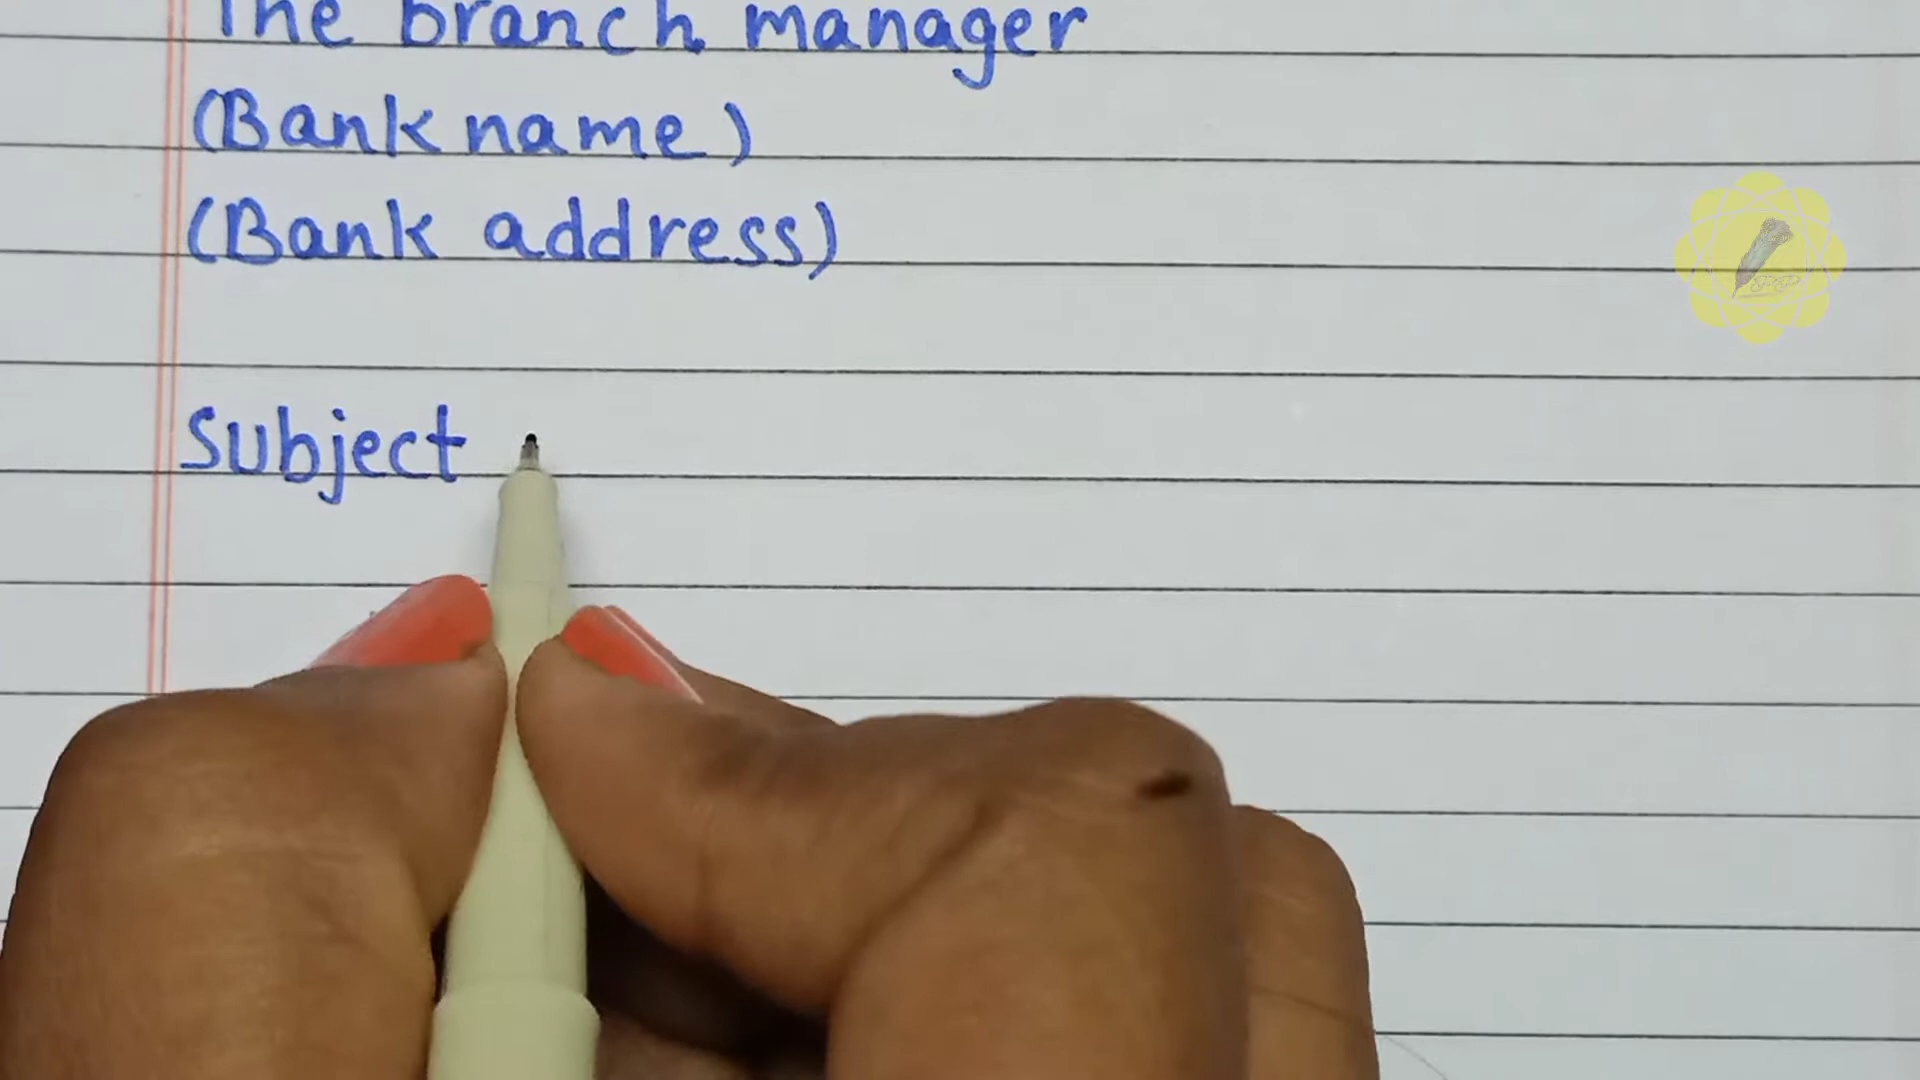 The branch manager
(Bank name)
(Bank address)
Subject